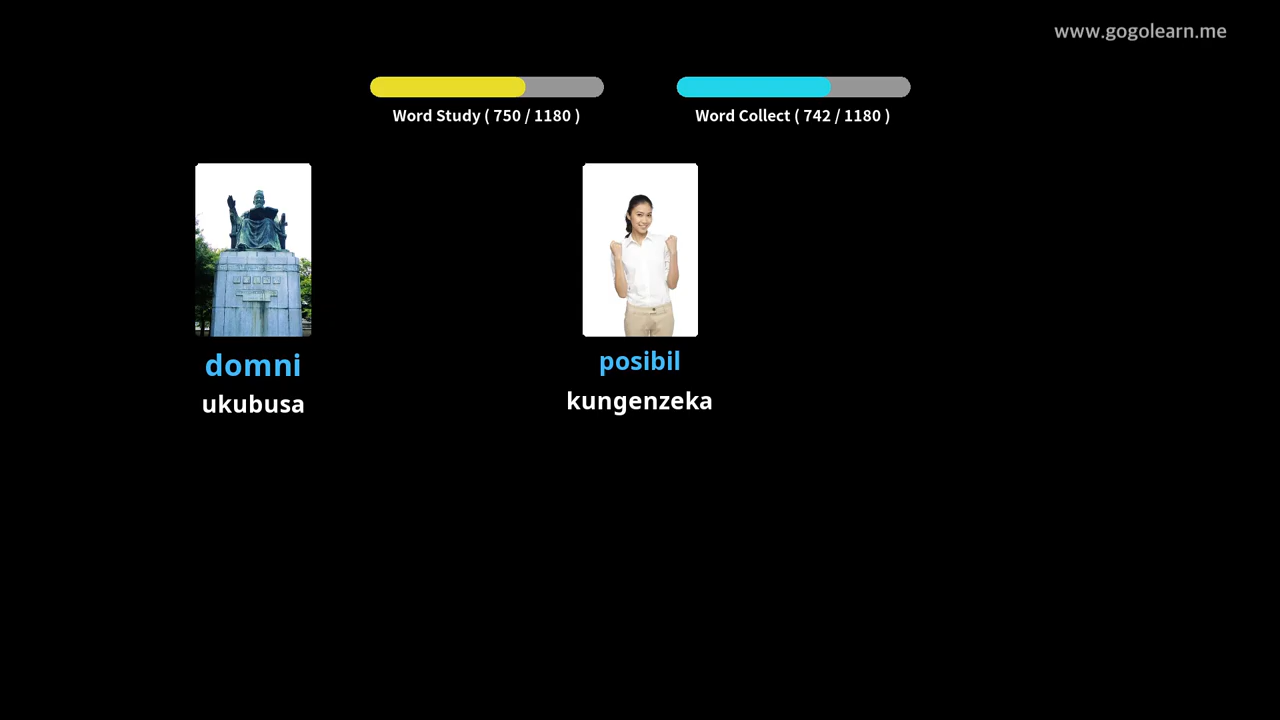 www.gogolearn.me
Word Study ( 750 / 1180 )
Word Collect ( 742 / 1180 )
domni
ukubusa
posibil
kungenzeka